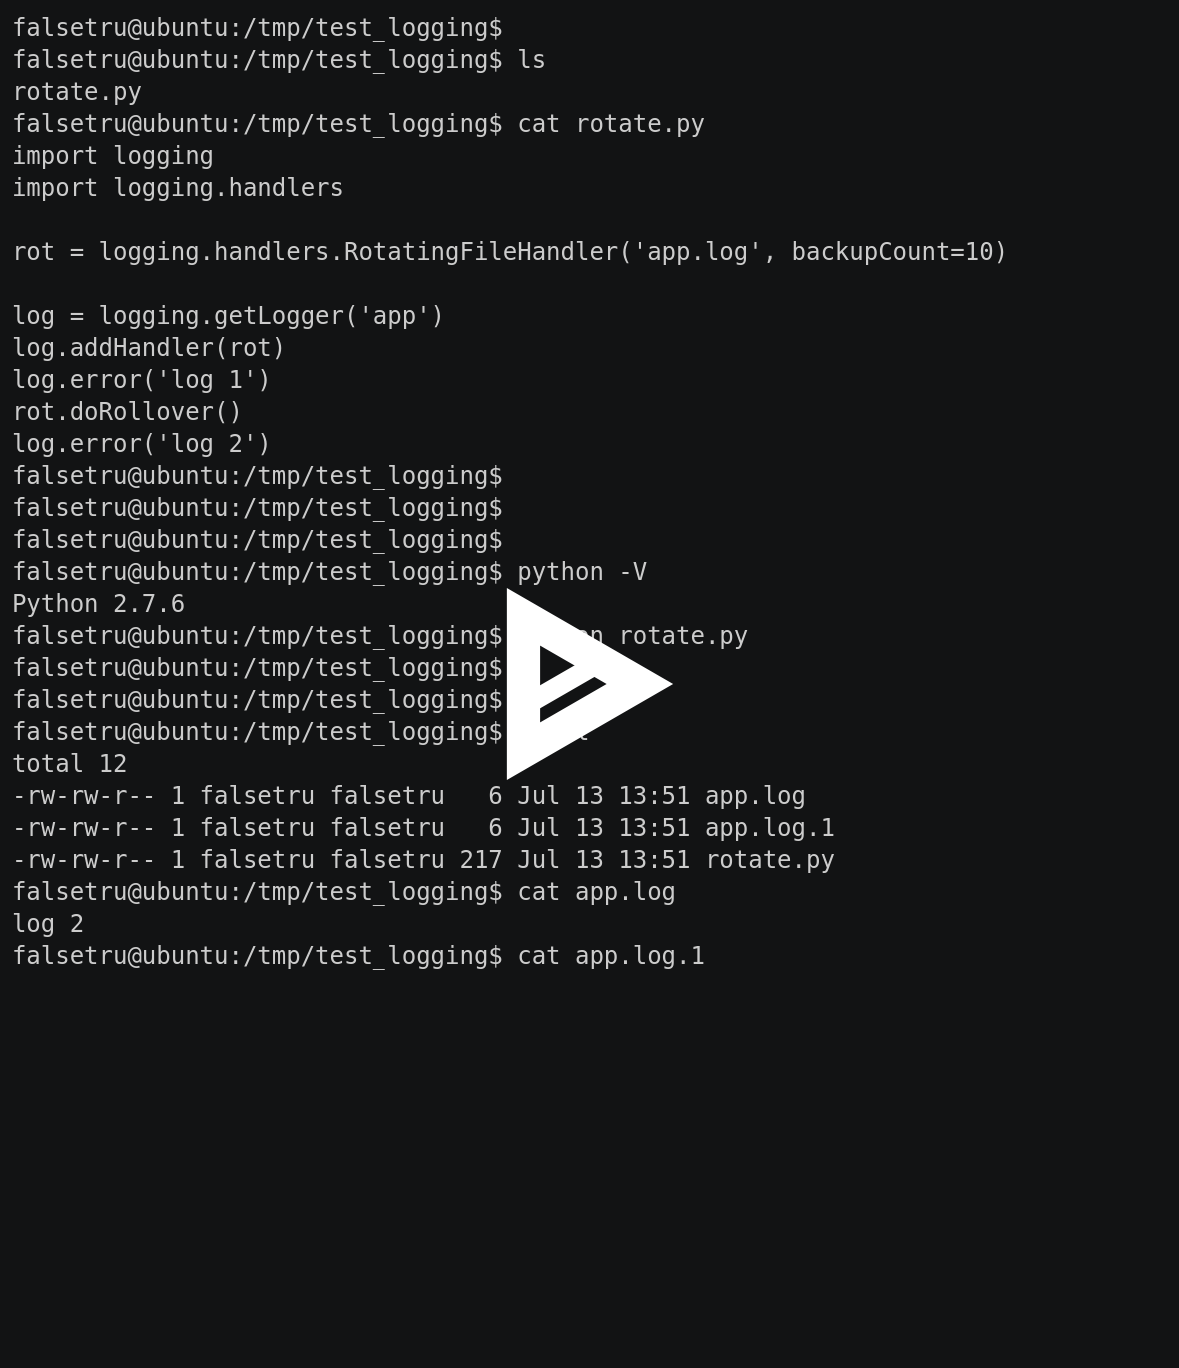 falsetru@ubuntu:/tmp/test_logging$
falsetru@ubuntu:/tmp/test_logging$ ls
rotate.py
falsetru@ubuntu:/tmp/test_logging$ cat rotate.py
import logging
import logging.handlers
rot = logging.handlers.RotatingFileHandler('app.log', backupCount=10)
log = logging.getLogger('app')
log.addHandler(rot)
log.error('log 1')
rot.doRollover()
log.error('log 2')
falsetru@ubuntu:/tmp/test_logging$
falsetru@ubuntu:/tmp/test_logging$
falsetru@ubuntu:/tmp/test_logging$
falsetru@ubuntu:/tmp/test_logging$ python -V
Python 2.7.6
falsetru@ubuntu:/tmp/test_logging$ rotate.py
falsetru@ubuntu:/tmp/test_logging$
falsetru@ubuntu:/tmp/test_logging$
falsetru@ubuntu:/tmp/test_logging$
total 12
-rw-rw-r-- 1 falsetru falsetru   6 Jul 13 13:51 app.log
-rw-rw-r-- 1 falsetru falsetru   6 Jul 13 13:51 app.log.1
-rw-rw-r-- 1 falsetru falsetru 217 Jul 13 13:51 rotate.py
falsetru@ubuntu:/tmp/test_logging$ cat app.log
log 2
falsetru@ubuntu:/tmp/test_logging$ cat app.log.1